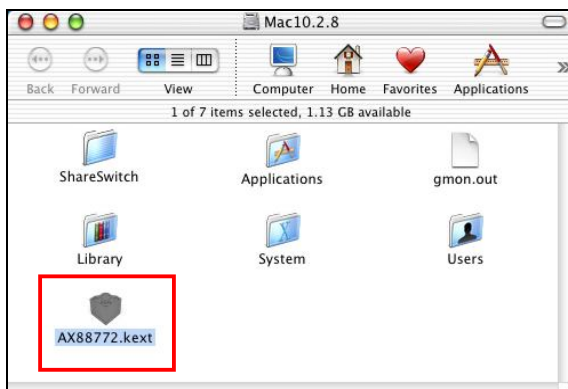 Mac10.2.8
Back Forward View Computer Home Favorites Applications
1 of 7 items selected, 1.13 GB available
ShareSwitch Applications gmon.out
Library System Users
AX88772.kext